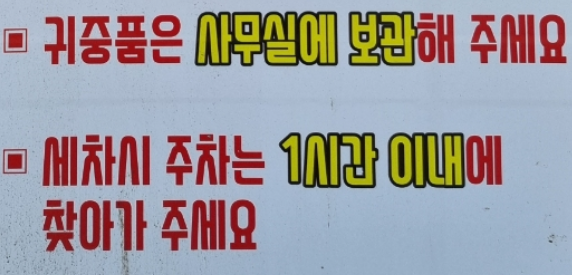 ▣ 귀중품은 사무실에 보관해 주세요
▣ 세차시 주차는 1시간 이내에
찾아가 주세요